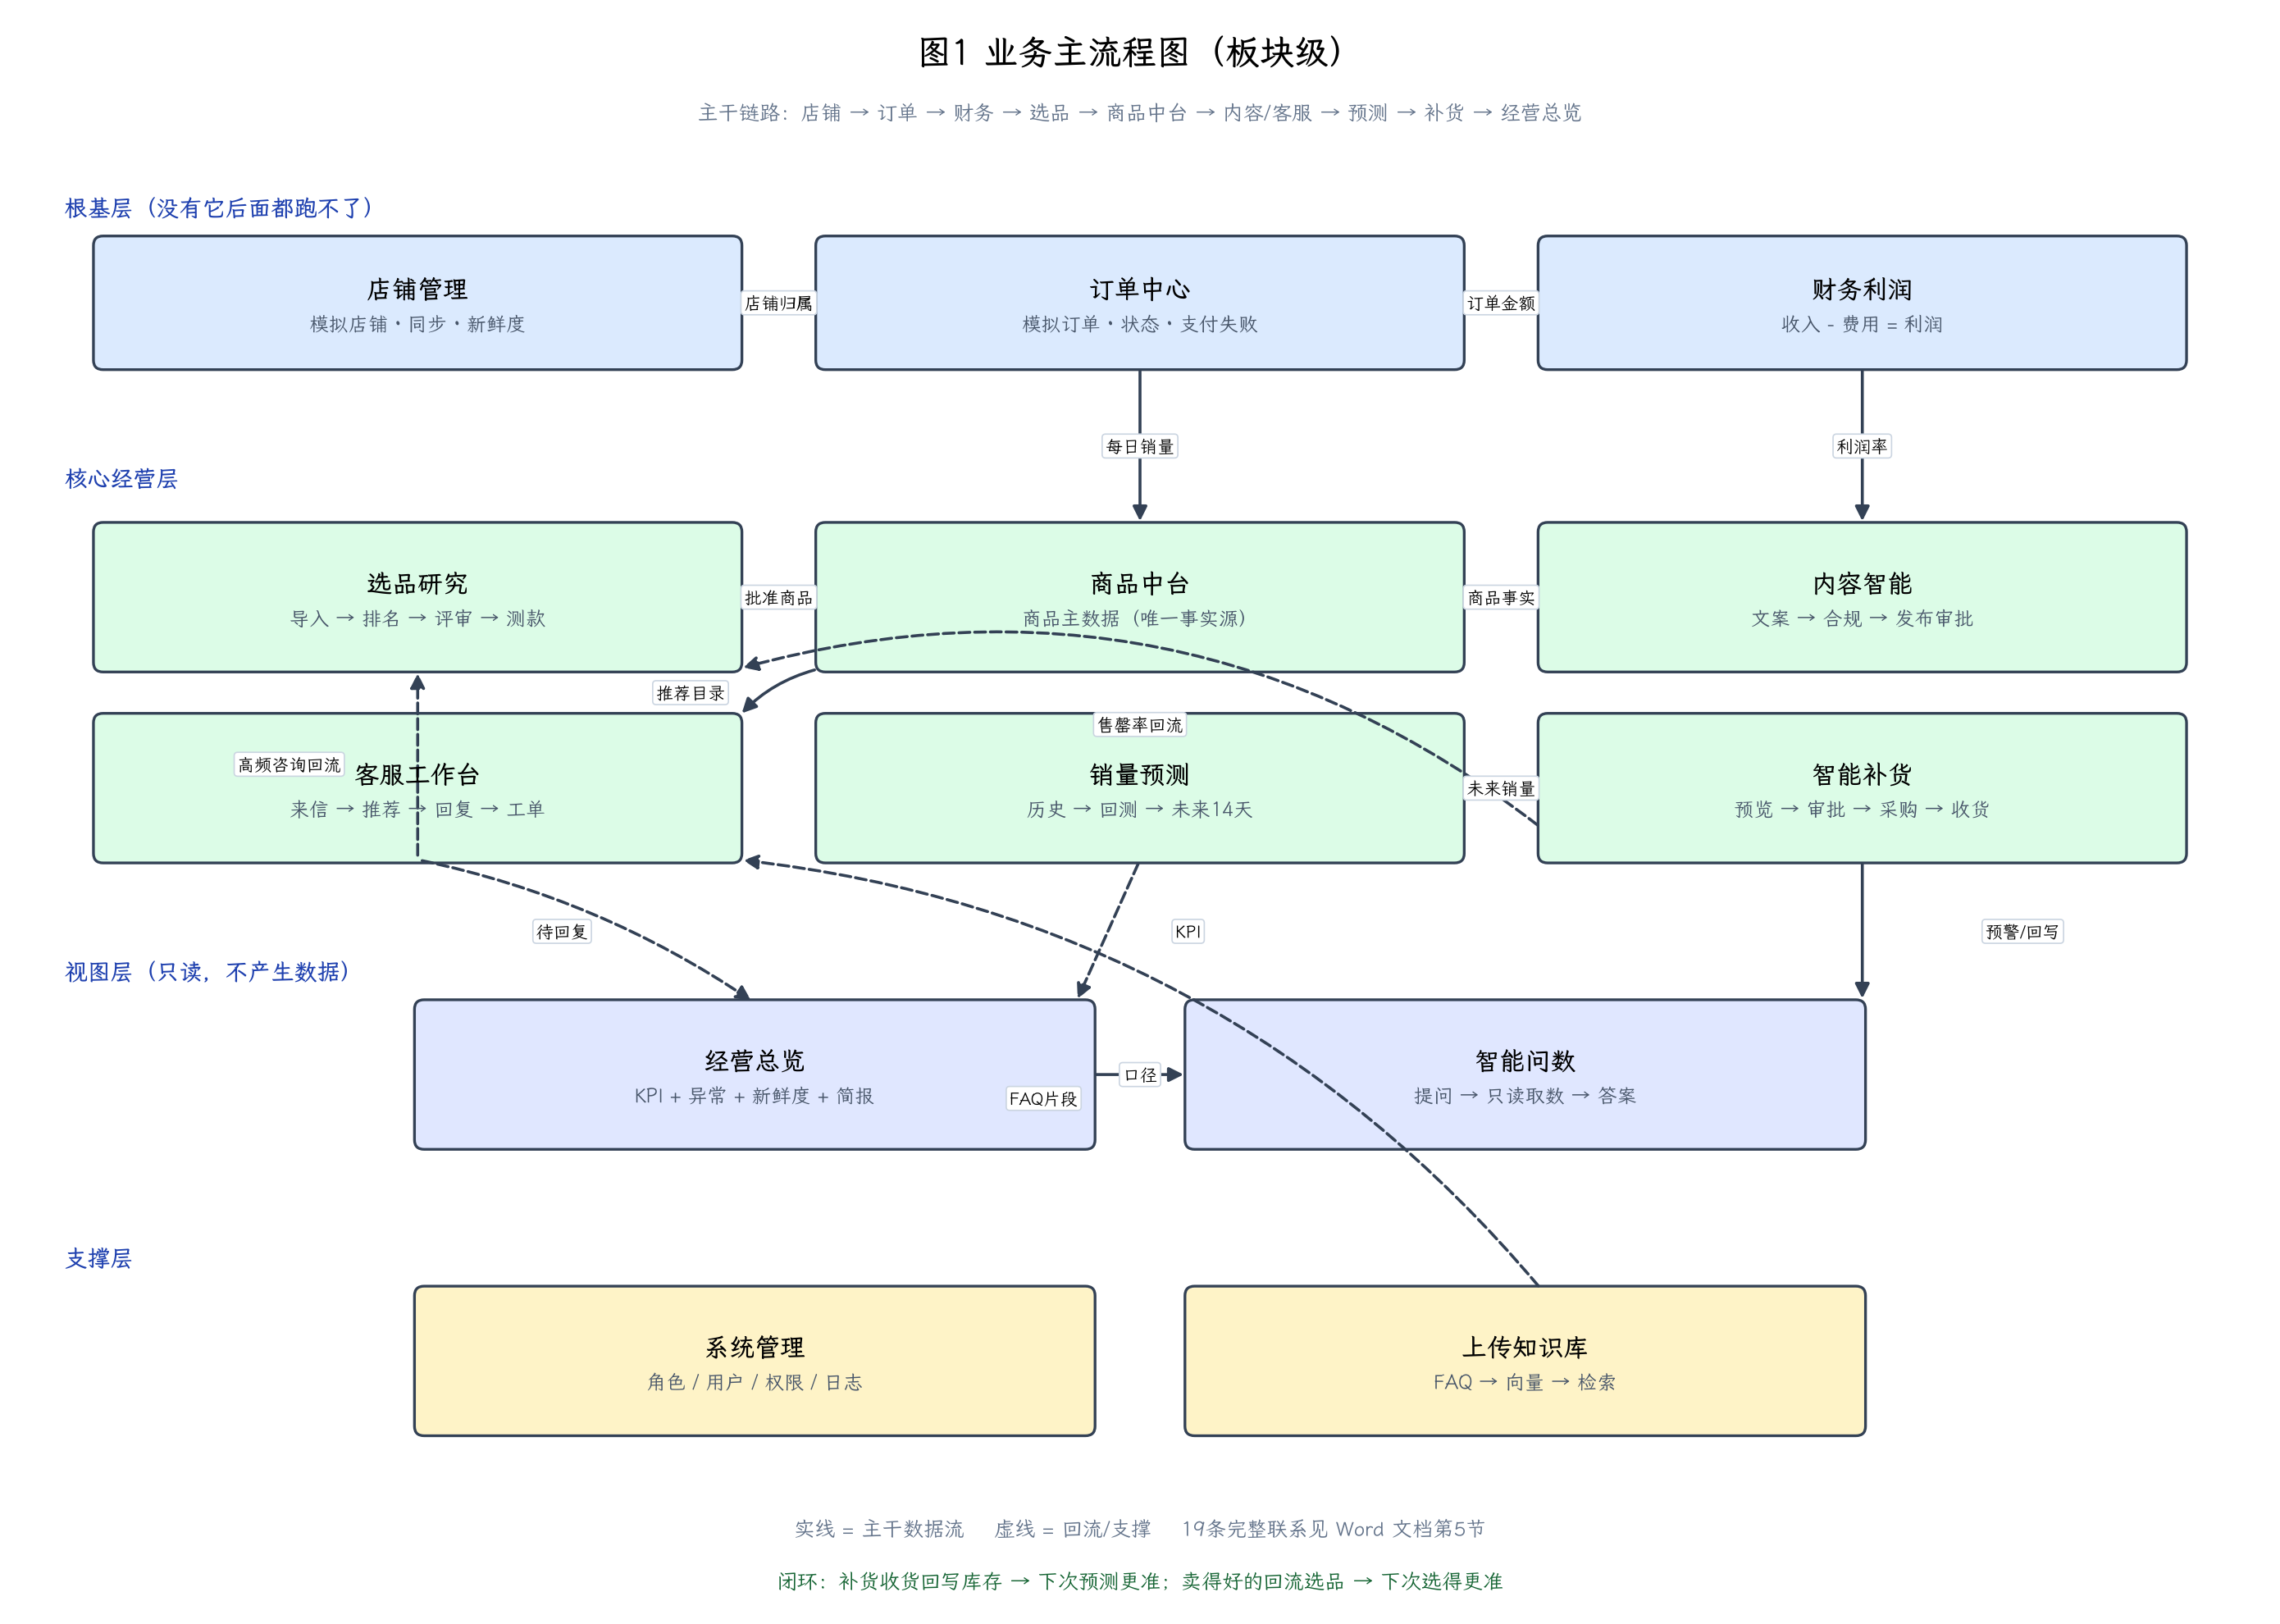 图1 业务主流程图（板块级）
主干链路：店铺 → 订单 → 财务 → 选品 → 商品中台 → 内容/客服 → 预测 → 补货 → 经营总览
根基层（没有它后面都跑不了）
店铺管理
模拟店铺・同步・新鲜度
店铺归属
订单中心
模拟订单・状态・支付失败
订单金额
财务利润
收入 - 费用 = 利润
每日销量
利润率
核心经营层
选品研究
导入 → 排名 → 评审 → 测款
批准商品
商品中台
商品主数据（唯一事实源）
商品事实
内容智能
文案 → 合规 → 发布审批
推荐目录
售罄率回流
高频咨询回流
客服工作台
来信 → 推荐 → 回复 → 工单
销量预测
历史 → 回测 → 未来14天
未来销量
智能补货
预览 → 审批 → 采购 → 收货
待回复
KPI
预警/回写
视图层（只读，不产生数据）
经营总览
KPI + 异常 + 新鲜度 + 简报
FAQ片段
口径
智能问数
提问 → 只读取数 → 答案
支撑层
系统管理
角色 / 用户 / 权限 / 日志
上传知识库
FAQ → 向量 → 检索
实线 = 主干数据流 虚线 = 回流/支撑 19条完整联系见 Word 文档第5节
闭环：补货收货回写库存 → 下次预测更准；卖得好的回流选品 → 下次选得更准